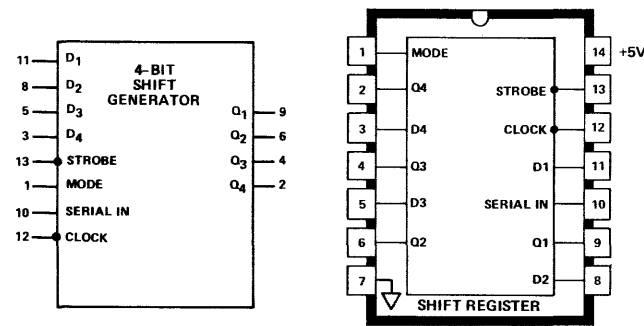 11 D1
8 D2
5 D3
3 D4
13 STROBE
1 MODE
10 SERIAL IN
12 CLOCK
4-BIT
SHIFT
GENERATOR
Q1 9
Q2 6
Q3 4
Q4 2
1 MODE
2 Q4
3 D4
4 Q3
5 D3
6 Q2
7
14 +5V
STROBE 13
CLOCK 12
D1 11
SERIAL IN 10
Q1 9
D2 8
SHIFT REGISTER